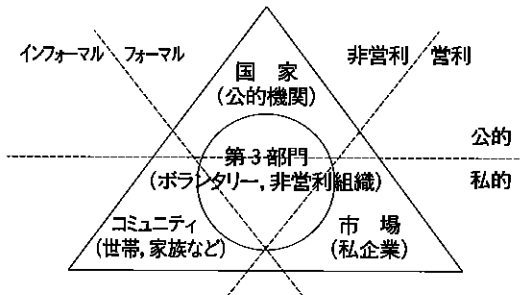 インフォーマル フォーマル 非営利 営利
国 家
(公的機関)
公的
第3部門
(ボランタリー,非営利組織)
私的
コミュニティ
(世帯,家族など)
市 場
(私企業)